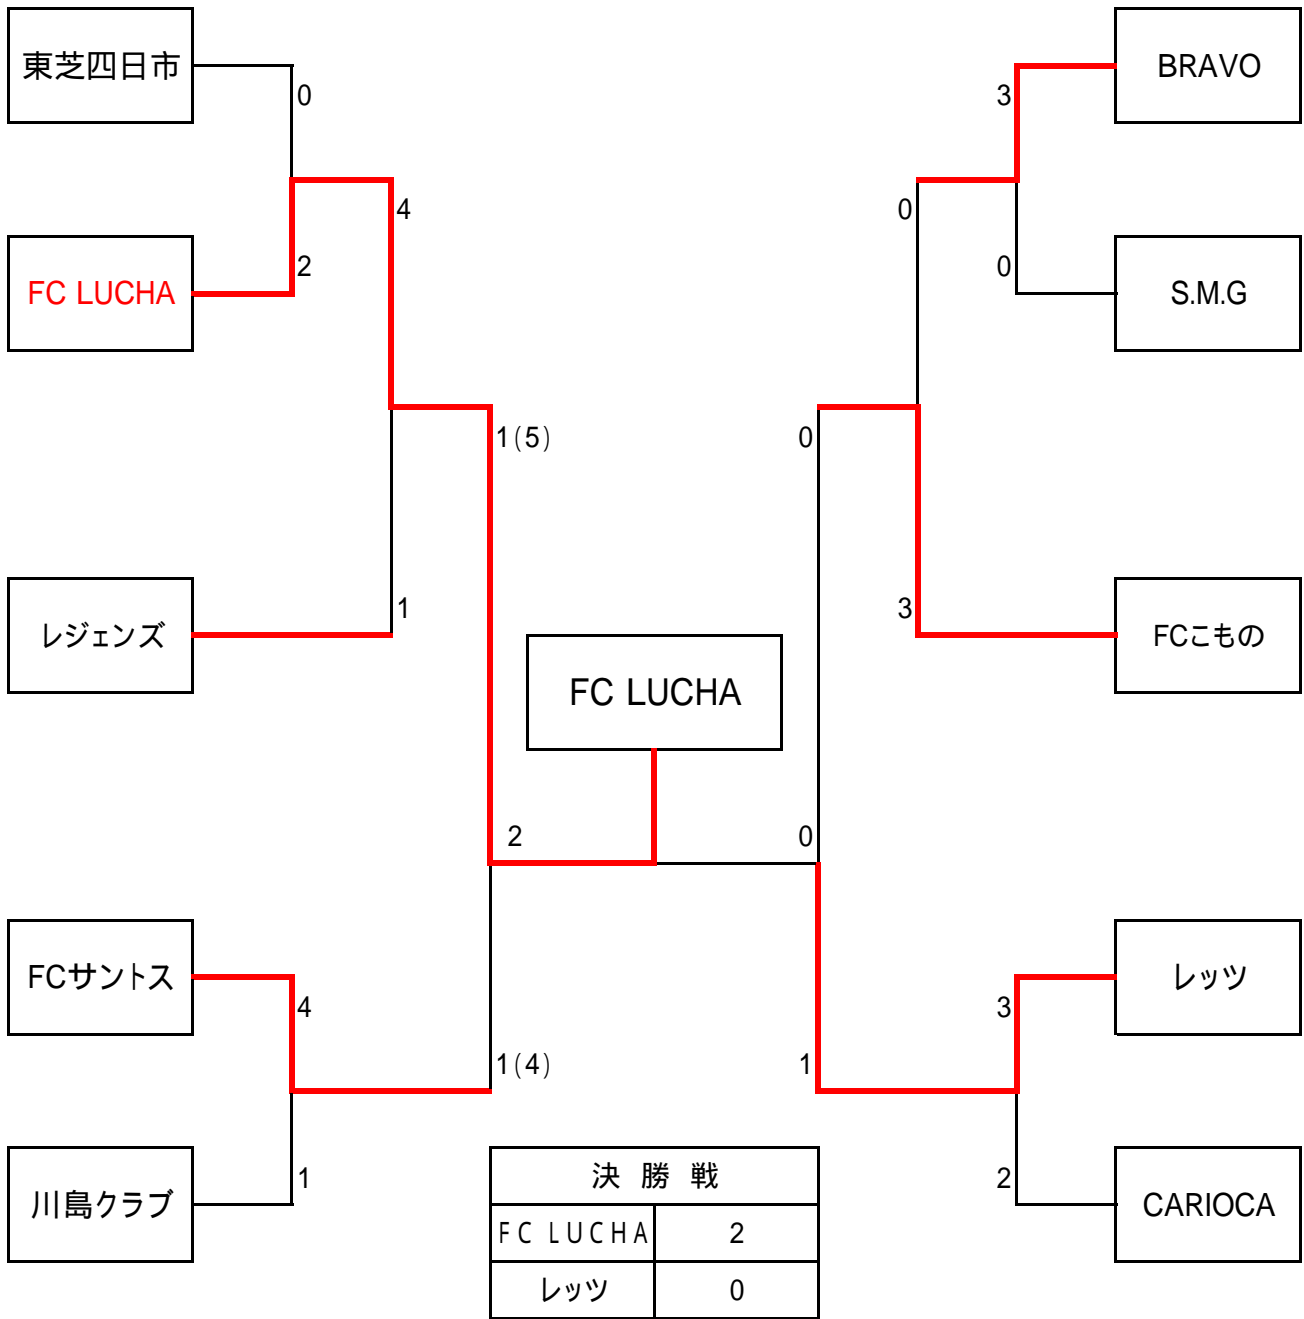 東芝四日市
BRAVO
0
3
4
0
FC LUCHA
2
0
S.M.G
1(5)
0
レジェンズ
1
3
FCこもの
FC LUCHA
2
0
FCサントス
4
3
レッツ
1(4)
1
川島クラブ
1
2
CARIOCA
決 勝 戦
FC LUCHA 2
レッツ 0